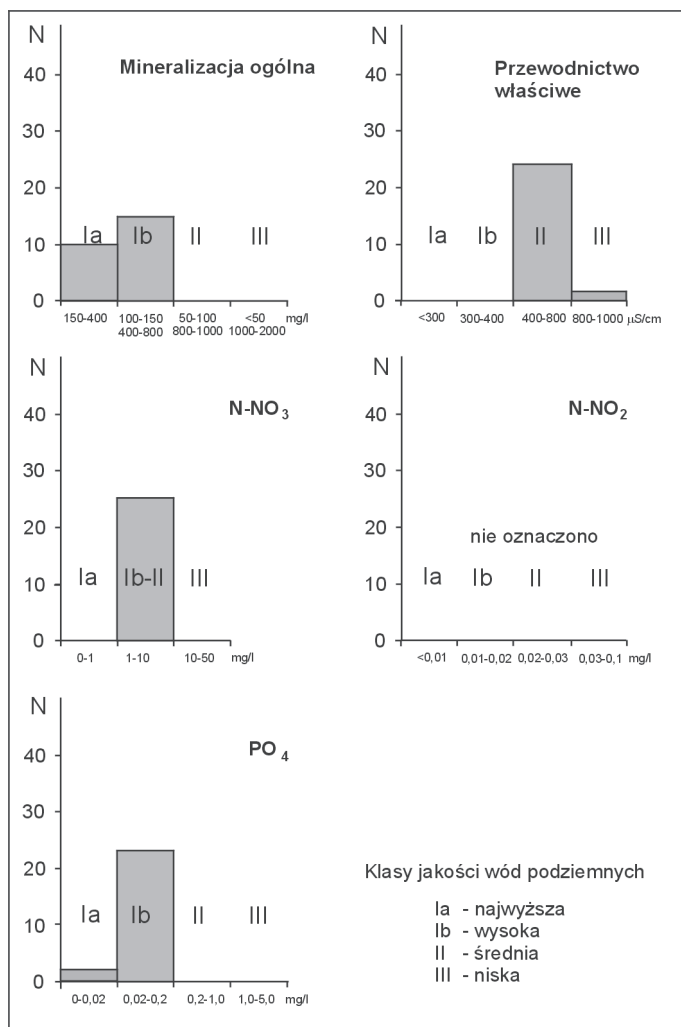 N
Mineralizacja ogólna
40
30
20
10
0
Ia Ib II III
150-400 100-150 50-100 <50 mg/l
400-800 800-1000 1000-2000
N
Przewodnictwo
właściwe
40
30
20
10
0
Ia Ib II III
<300 300-400 400-800 800-1000 µS/cm
N
N-NO3
40
30
20
10
0
Ia Ib-II III
0-1 1-10 10-50 mg/l
N
N-NO2
40
30
20
10
0
nie oznaczono
Ia Ib II III
<0,01 0,01-0,02 0,02-0,03 0,03-0,1 mg/l
N
PO4
40
30
20
10
0
Ia Ib II III
0-0,02 0,02-0,2 0,2-1,0 1,0-5,0 mg/l
Klasy jakości wód podziemnych
Ia - najwyższa
Ib - wysoka
II - średnia
III - niska